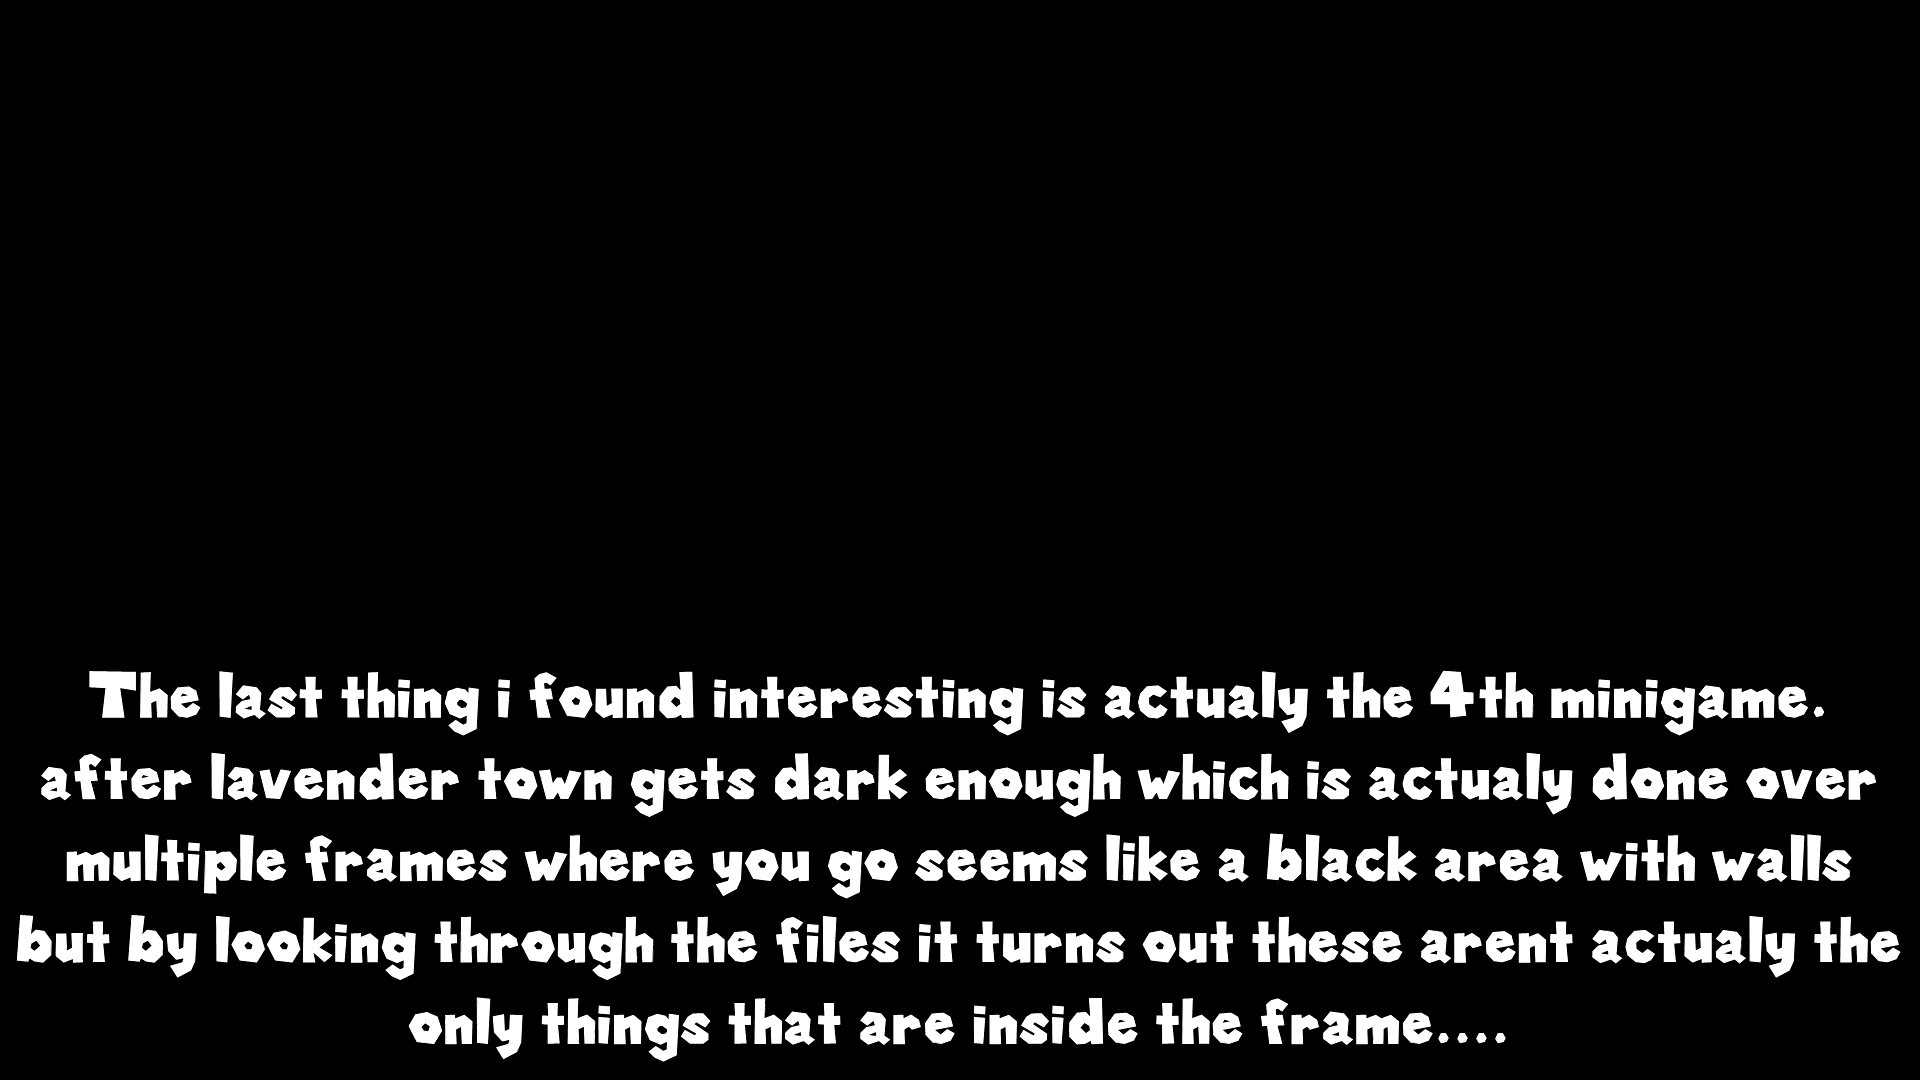 The last thing i found interesting is actualy the 4th minigame.
after lavender town gets dark enough which is actualy done over
multiple frames where you go seems like a black area with walls
but by looking through the files it turns out these arent actualy the
only things that are inside the frame....